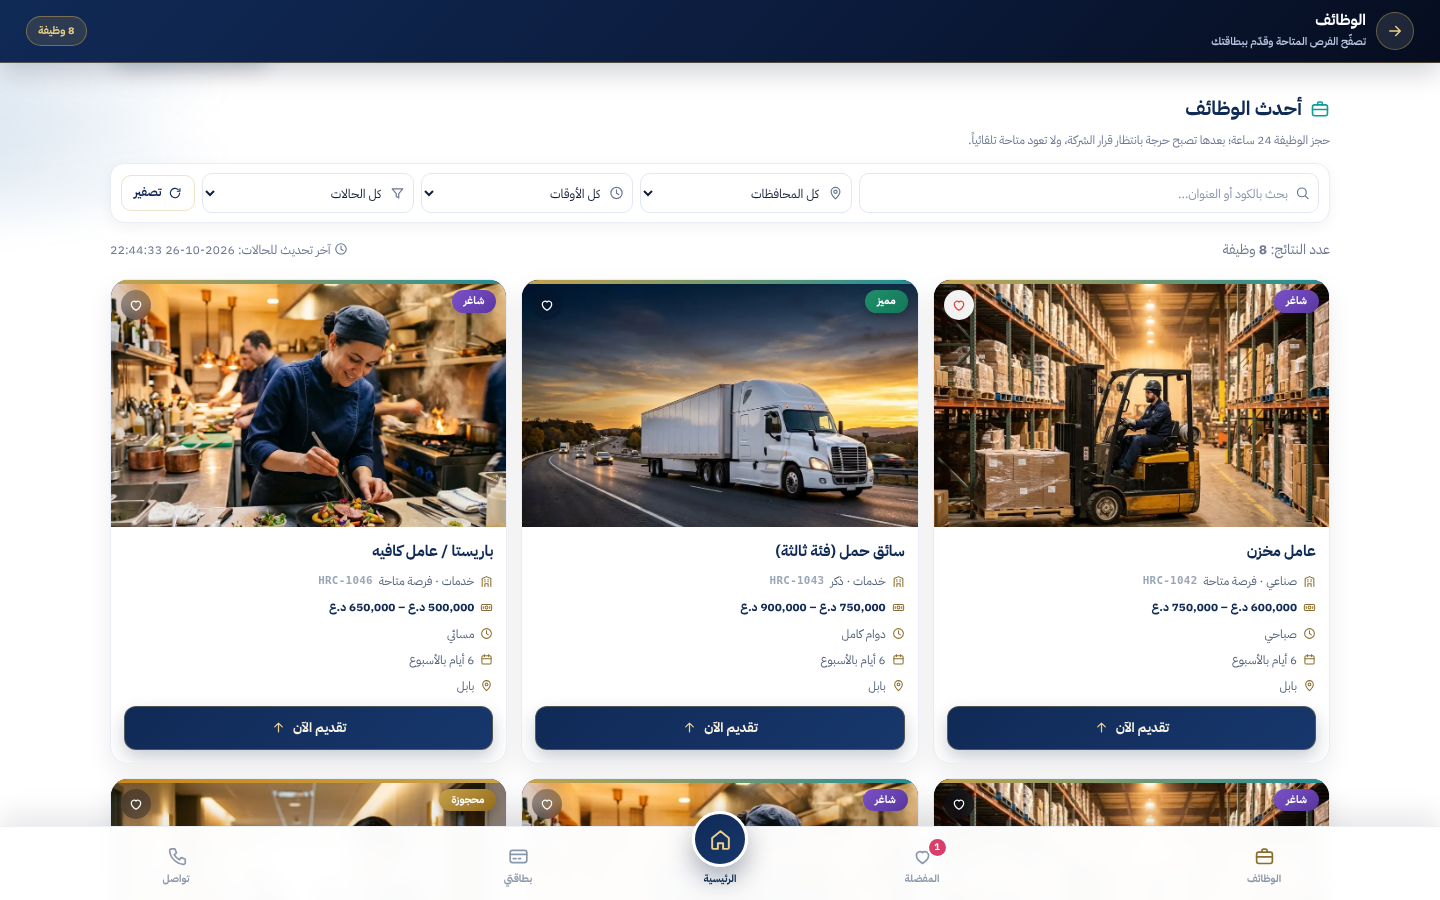 الوظائف
تصفّح الفرص المتاحة وقدّم ببطاقتك
8 وظيفة
أحدث الوظائف
حجز الوظيفة 24 ساعة؛ بعدها تصبح حرجة بانتظار قرار الشركة، ولا تعود متاحة تلقائياً.
بحث بالكود أو العنوان...
كل المحافظات
كل الأوقات
كل الحالات
تصفير
عدد النتائج: 8 وظيفة
آخر تحديث للحالات: 2026-10-26 22:44:33
شاغر
عامل مخزن
صناعي · فرصة متاحة HRC-1042
600,000 د.ع – 750,000 د.ع
صباحي
6 أيام بالأسبوع
بابل
تقديم الآن
مميز
سائق حمل (فئة ثالثة)
خدمات · ذكر HRC-1043
750,000 د.ع – 900,000 د.ع
دوام كامل
6 أيام بالأسبوع
بابل
تقديم الآن
شاغر
باريستا / عامل كافيه
خدمات · فرصة متاحة HRC-1046
500,000 د.ع – 650,000 د.ع
مسائي
6 أيام بالأسبوع
بابل
تقديم الآن
شاغر
شاغر
محجوزة
الوظائف
1
المفضلة
الرئيسية
بطاقتي
تواصل